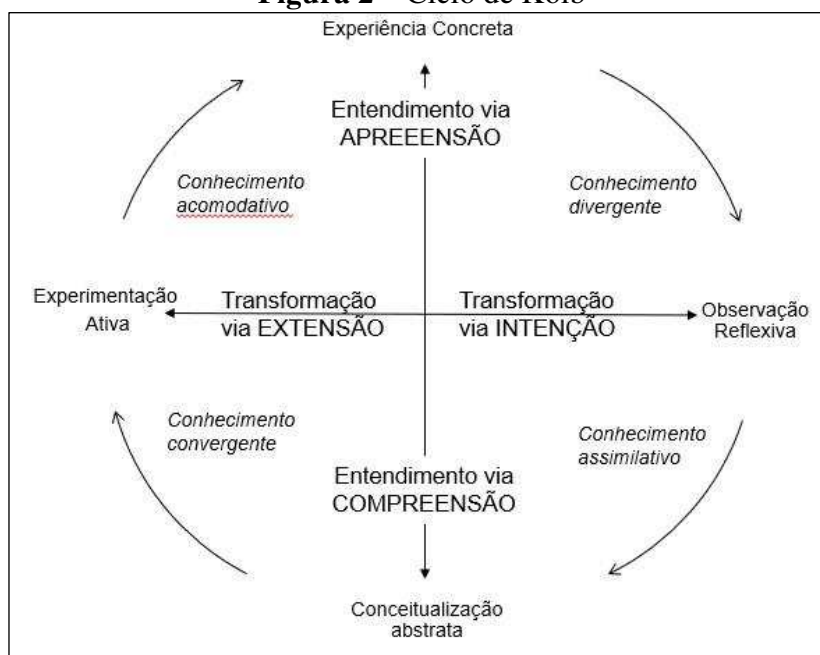 Figura 2 – Ciclo de Kolb
Experiência Concreta
Entendimento via
APREEENSÃO
Conhecimento
acomodativo
Conhecimento
divergente
Experimentação
Ativa
Transformação
via EXTENSÃO
Transformação
via INTENÇÃO
Observação
Reflexiva
Conhecimento
convergente
Conhecimento
assimilativo
Entendimento via
COMPREENSÃO
Conceitualização
abstrata